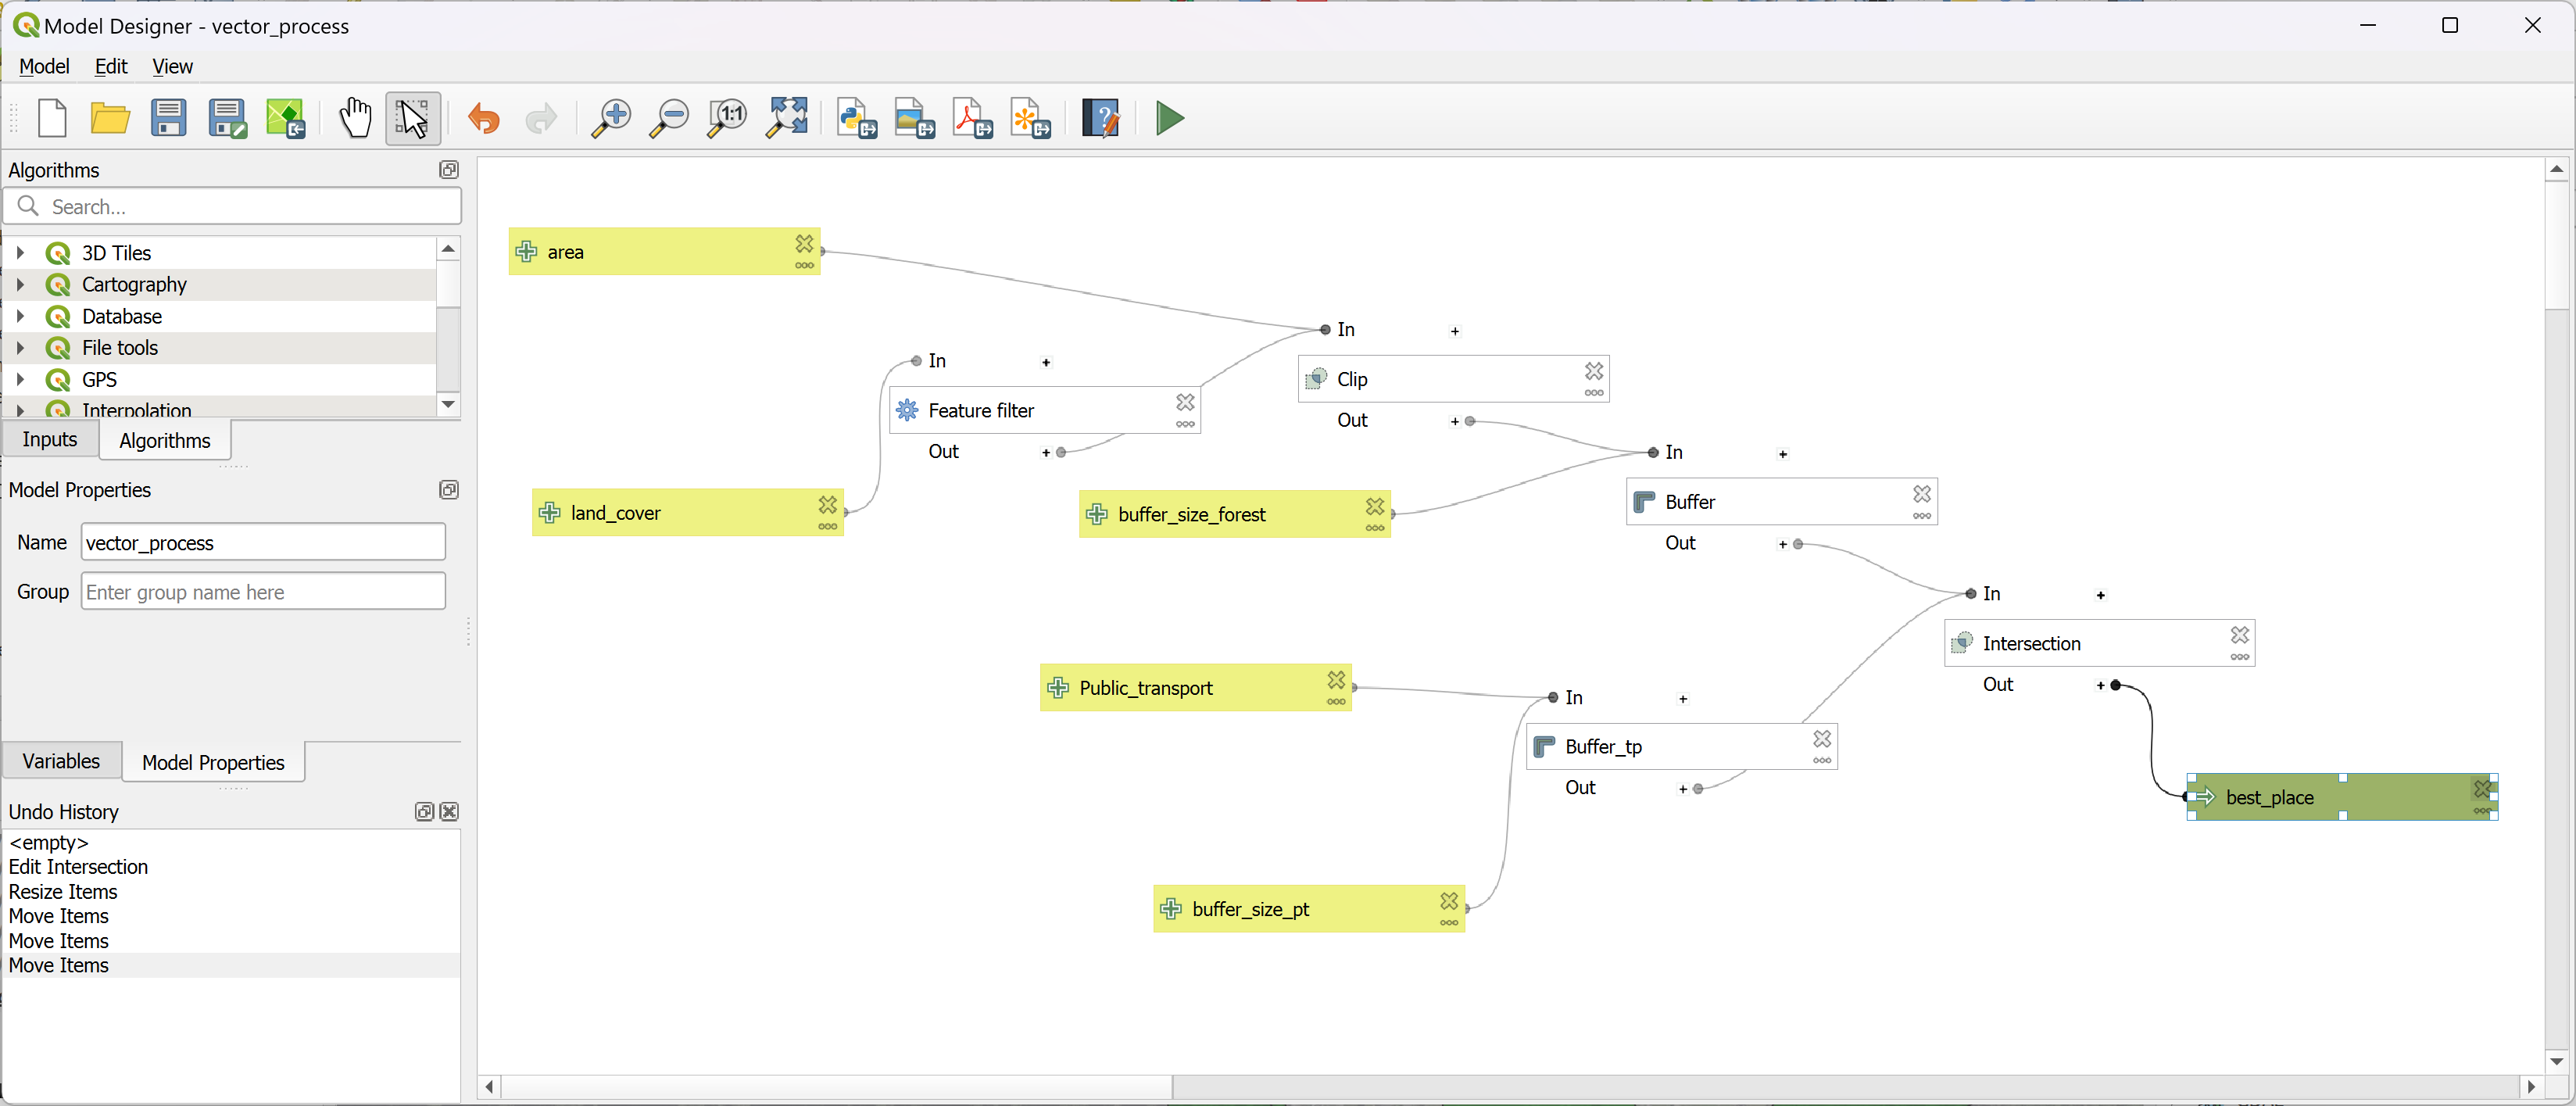 Model Designer - vector_process
Model Edit View
1:1
Algorithms
Search...
3D Tiles
Cartography
Database
File tools
GPS
Interpolation
Inputs Algorithms
Model Properties
Name vector_process
Group Enter group name here
Variables Model Properties
Undo History
<empty>
Edit Intersection
Resize Items
Move Items
Move Items
Move Items
area
In
Clip
Out
In
Feature filter
Out
land_cover
buffer_size_forest
In
Buffer
Out
In
Intersection
Out
Public_transport
In
Buffer_tp
Out
best_place
buffer_size_pt